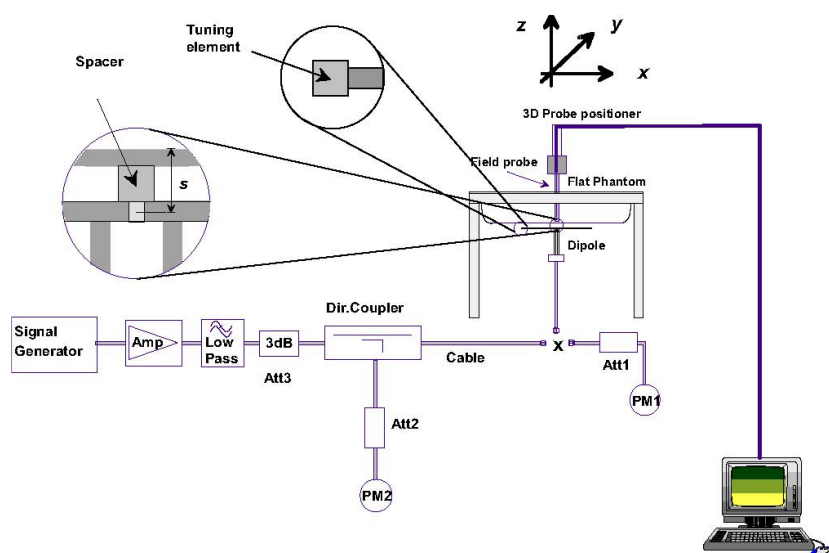 Tuning
element
Spacer
s
z
y
x
3D Probe positioner
Field probe
Flat Phantom
Dipole
Dir.Coupler
Signal
Generator
Amp
Low
Pass
3dB
Att3
Cable
x
Att1
PM1
Att2
PM2